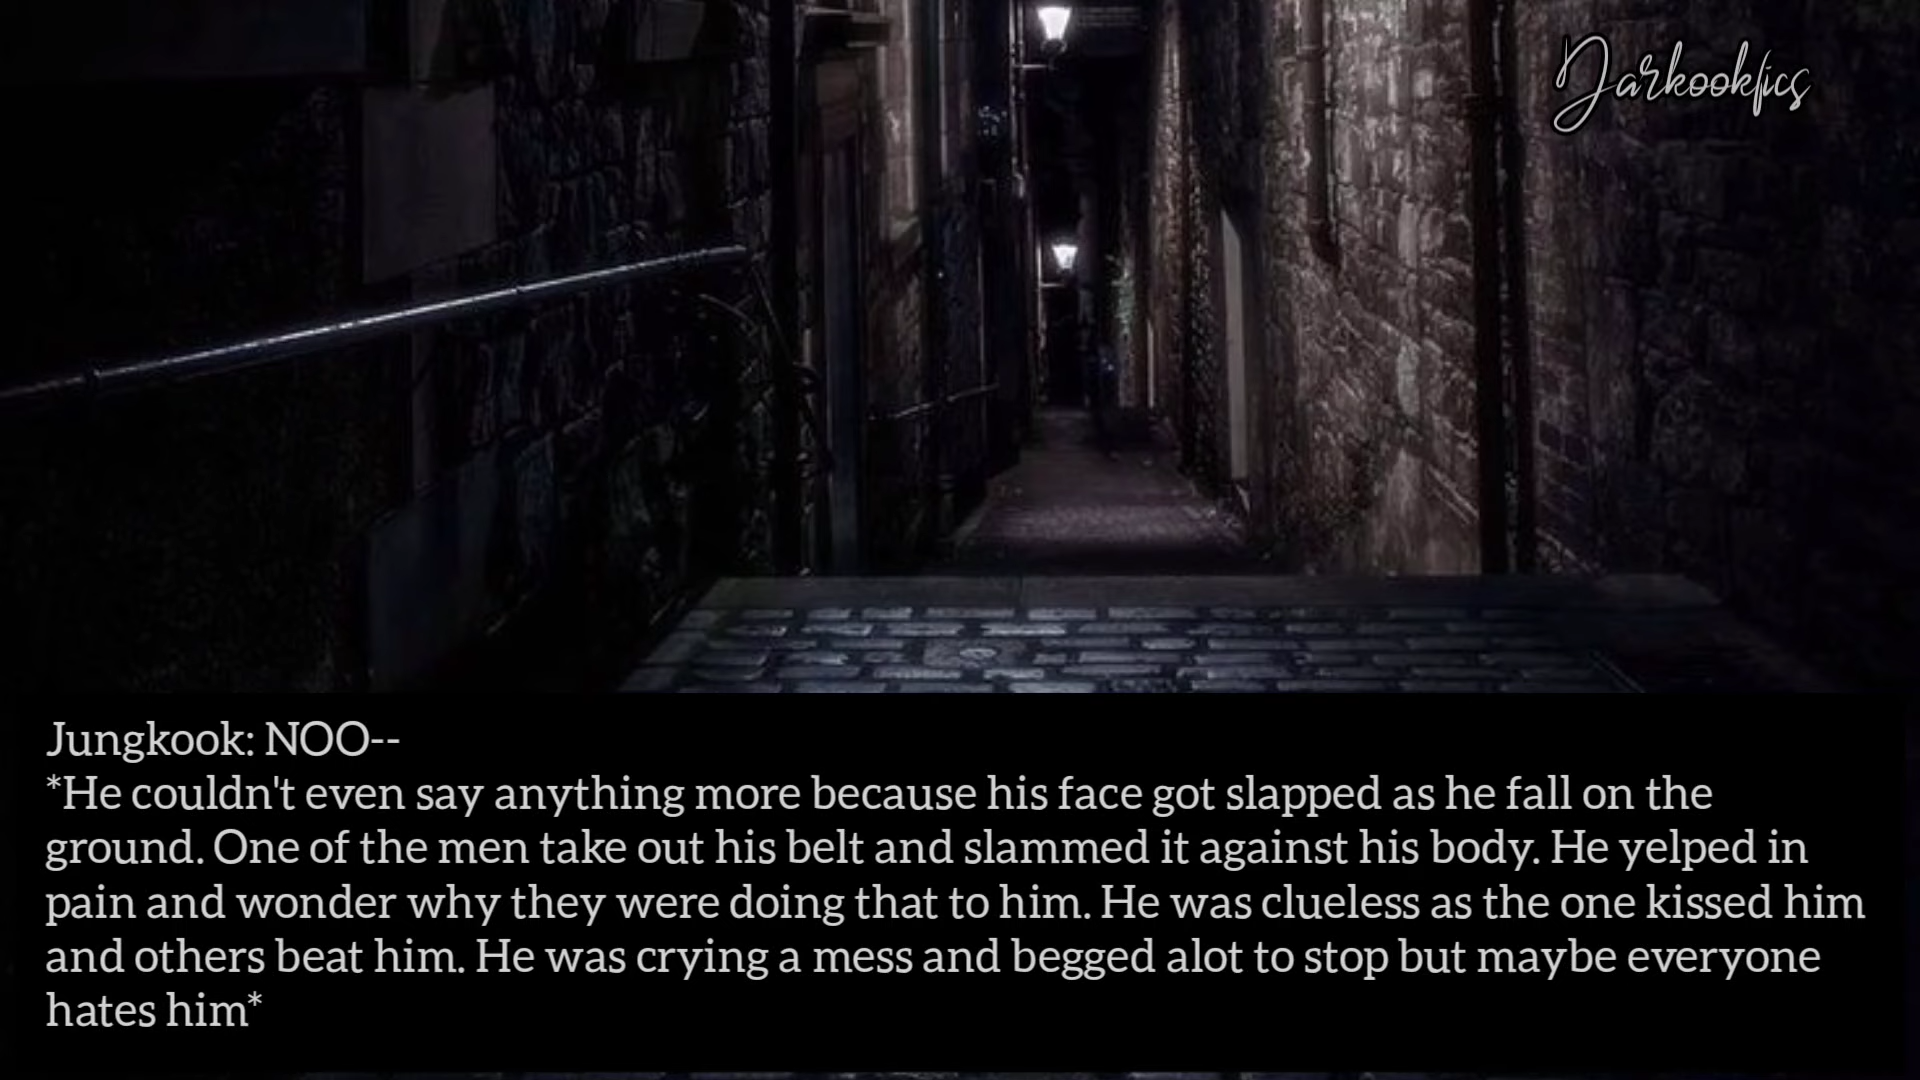 Darkookfics
Jungkook: NOO--
*He couldn't even say anything more because his face got slapped as he fall on the
ground. One of the men take out his belt and slammed it against his body. He yelped in
pain and wonder why they were doing that to him. He was clueless as the one kissed him
and others beat him. He was crying a mess and begged alot to stop but maybe everyone
hates him*